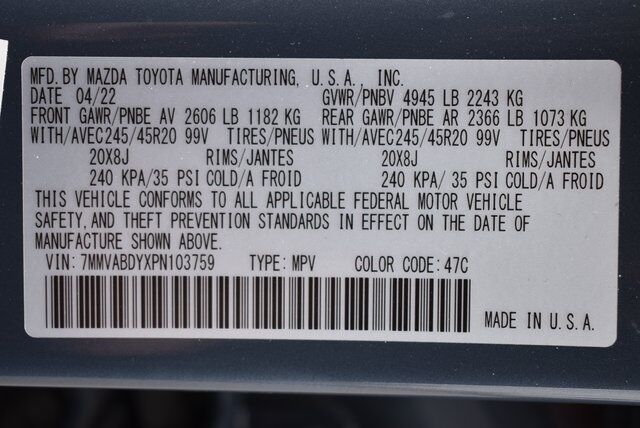 MFD. BY MAZDA TOYOTA MANUFACTURING, U.S.A., INC.
DATE 04/22 GVWR/PNBV 4945 LB 2243 KG
FRONT GAWR/PNBE AV 2606 LB 1182 KG REAR GAWR/PNBE AR 2366 LB 1073 KG
WITH/AVEC245/45R20 99V TIRES/PNEUS WITH/AVEC245/45R20 99V TIRES/PNEUS
20X8J RIMS/JANTES 20X8J RIMS/JANTES
240 KPA/35 PSI COLD/A FROID 240 KPA/ 35 PSI COLD/A FROID
THIS VEHICLE CONFORMS TO ALL APPLICABLE FEDERAL MOTOR VEHICLE
SAFETY, AND THEFT PREVENTION STANDARDS IN EFFECT ON THE DATE OF
MANUFACTURE SHOWN ABOVE.
VIN: 7MMVABDYXPN103759 TYPE: MPV COLOR CODE: 47C
MADE IN U.S.A.